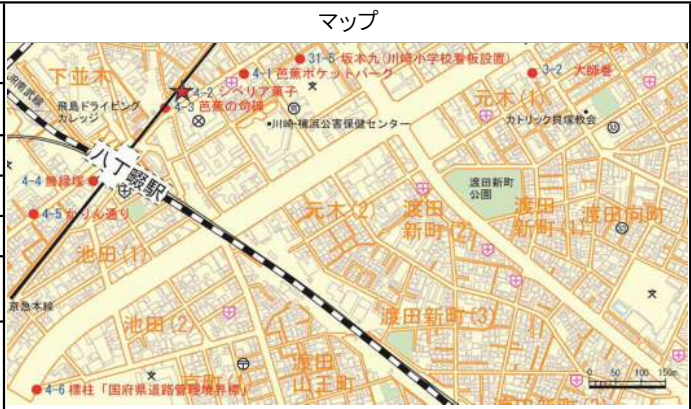 マップ
31-5 坂本九(川崎小学校看板設置)
4-1 芭蕉ポケットパーク
3-2 大師巻
下並木
JR南武線
4-2 シベリア菓子
元木(1)
飛鳥ドライビング
カレッジ
4-3 芭蕉の句碑
川崎・横浜公害保健センター
カトリック貝塚教会
八丁畷駅
4-4 無縁塚
渡田新町
公園
4-5 かりん通り
元木(2)
渡田
新町(2)
渡田
新町(1)
渡田向町
池田(1)
京急本線
池田(2)
渡田新町(3)
渡田
山王町
4-6 標柱「国府県道路管理境界標」
0 50 100 150m